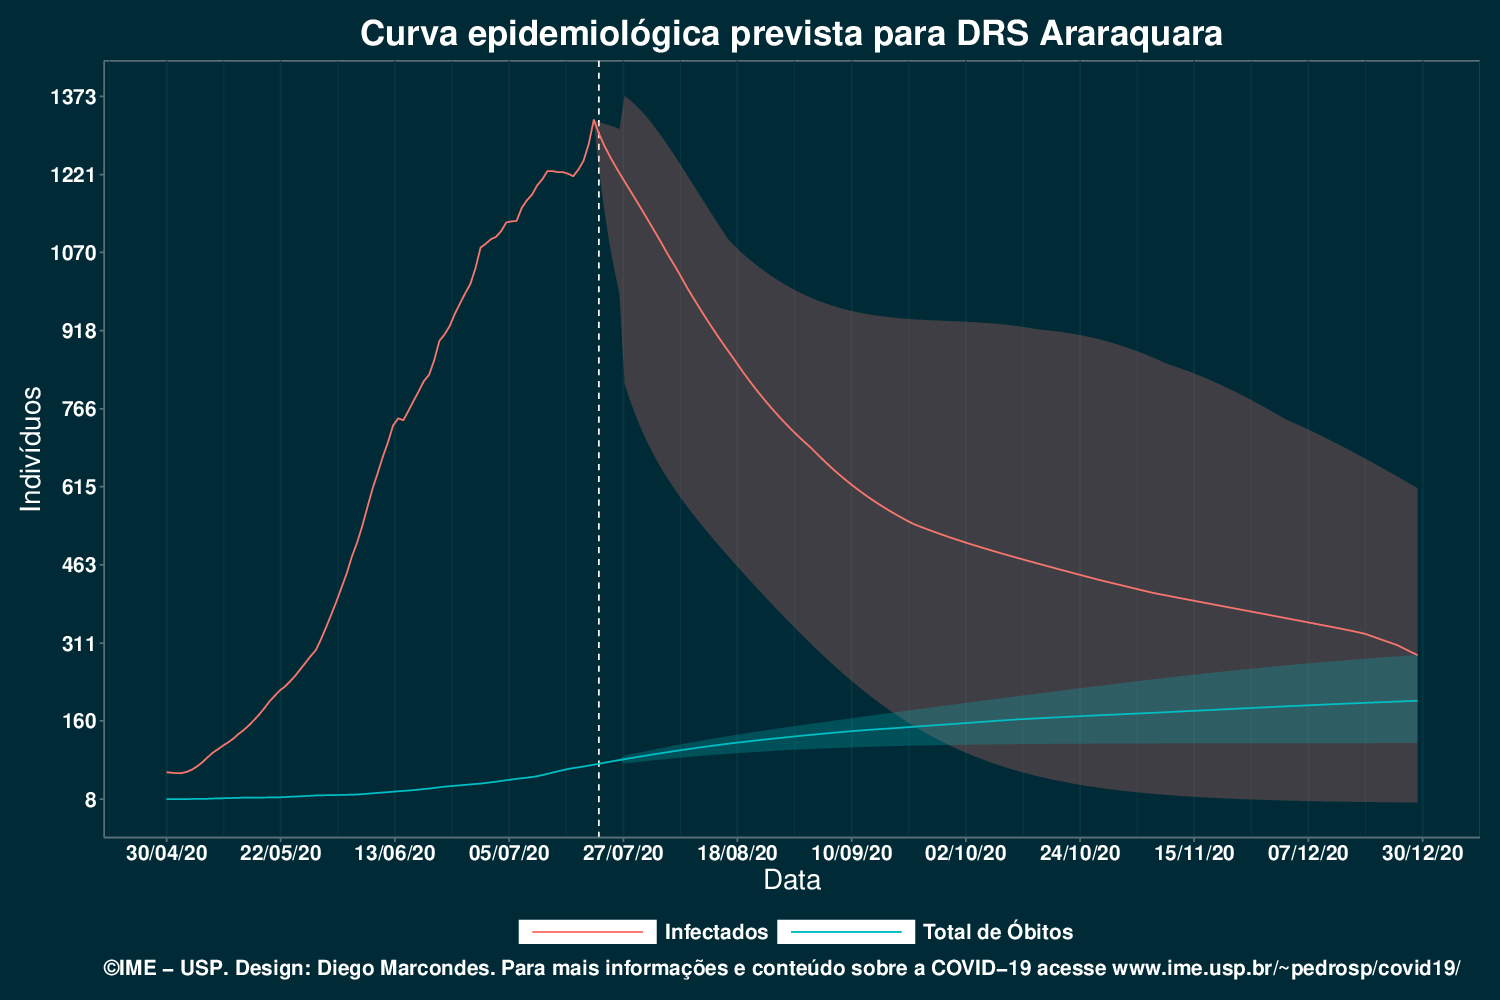 Curva epidemiológica prevista para DRS Araraquara
Indivíduos
1373
1221
1070
918
766
615
463
311
160
8
30/04/20 22/05/20 13/06/20 05/07/20 27/07/20 18/08/20 10/09/20 02/10/20 24/10/20 15/11/20 07/12/20 30/12/20
Data
Infectados Total de Óbitos
©IME − USP. Design: Diego Marcondes. Para mais informações e conteúdo sobre a COVID−19 acesse www.ime.usp.br/~pedrosp/covid19/